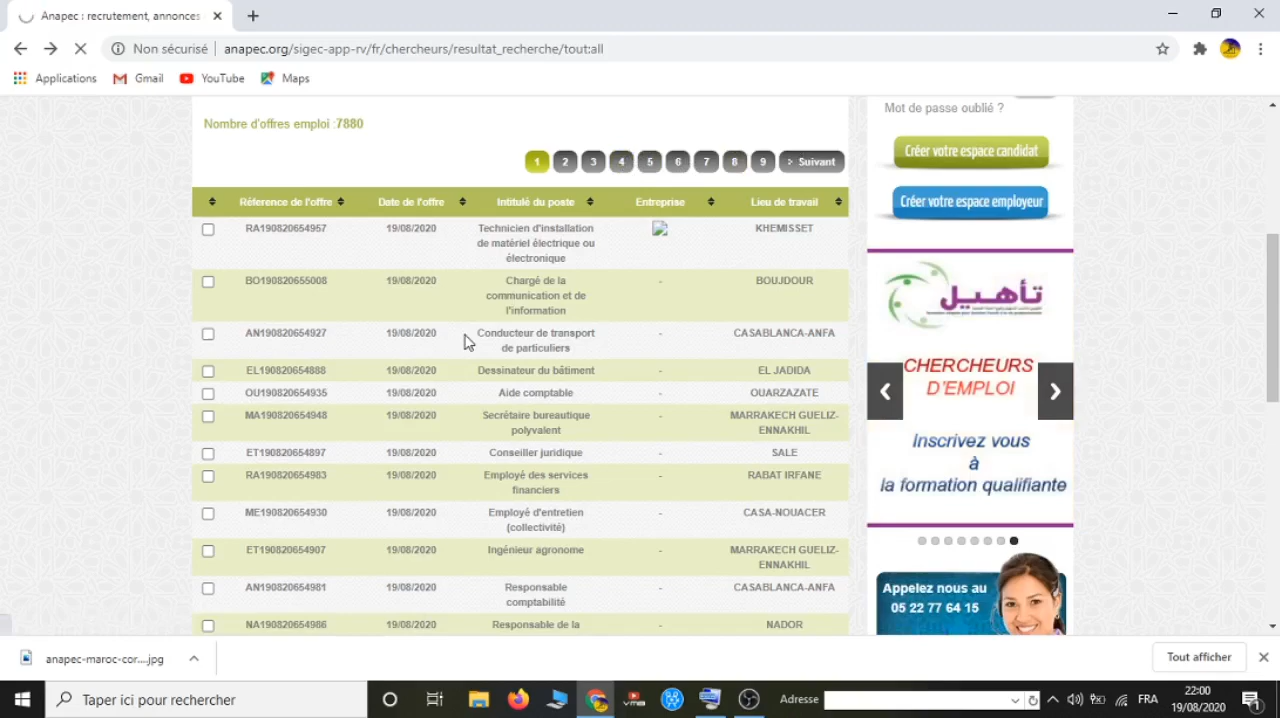 Anapec : recrutement, annonces
Non sécurisé anapec.org/sigec-app-rv/fr/chercheurs/resultat_recherche/tout:all
Applications Gmail YouTube Maps
Nombre d'offres emploi :7880
1 2 3 4 5 6 7 8 9 > Suivant
Réference de l'offre Date de l'offre Intitulé du poste Entreprise Lieu de travail
RA190820654957 19/08/2020 Technicien d'installation KHEMISSET
de matériel électrique ou
électronique
BO190820655008 19/08/2020 Chargé de la - BOUJDOUR
communication et de
l'information
AN190820654927 19/08/2020 Conducteur de transport - CASABLANCA-ANFA
de particuliers
EL190820654888 19/08/2020 Dessinateur du bâtiment - EL JADIDA
OU190820654935 19/08/2020 Aide comptable - OUARZAZATE
MA190820654948 19/08/2020 Secrétaire bureautique - MARRAKECH GUELIZ-
polyvalent ENNAKHIL
ET190820654897 19/08/2020 Conseiller juridique - SALE
RA190820654983 19/08/2020 Employé des services - RABAT IRFANE
financiers
ME190820654930 19/08/2020 Employé d'entretien - CASA-NOUACER
(collectivité)
ET190820654907 19/08/2020 Ingénieur agronome - MARRAKECH GUELIZ-
ENNAKHIL
AN190820654981 19/08/2020 Responsable - CASABLANCA-ANFA
comptabilité
NA190820654986 19/08/2020 Responsable de la - NADOR
Mot de passe oublié ?
Créer votre espace candidat
Créer votre espace employeur
تأهيل
CHERCHEURS
D'EMPLOI
Inscrivez vous
à
la formation qualifiante
Appelez nous au
05 22 77 64 15
anapec-maroc-cor....jpg
Tout afficher
Taper ici pour rechercher
Adresse
FRA
22:00
19/08/2020